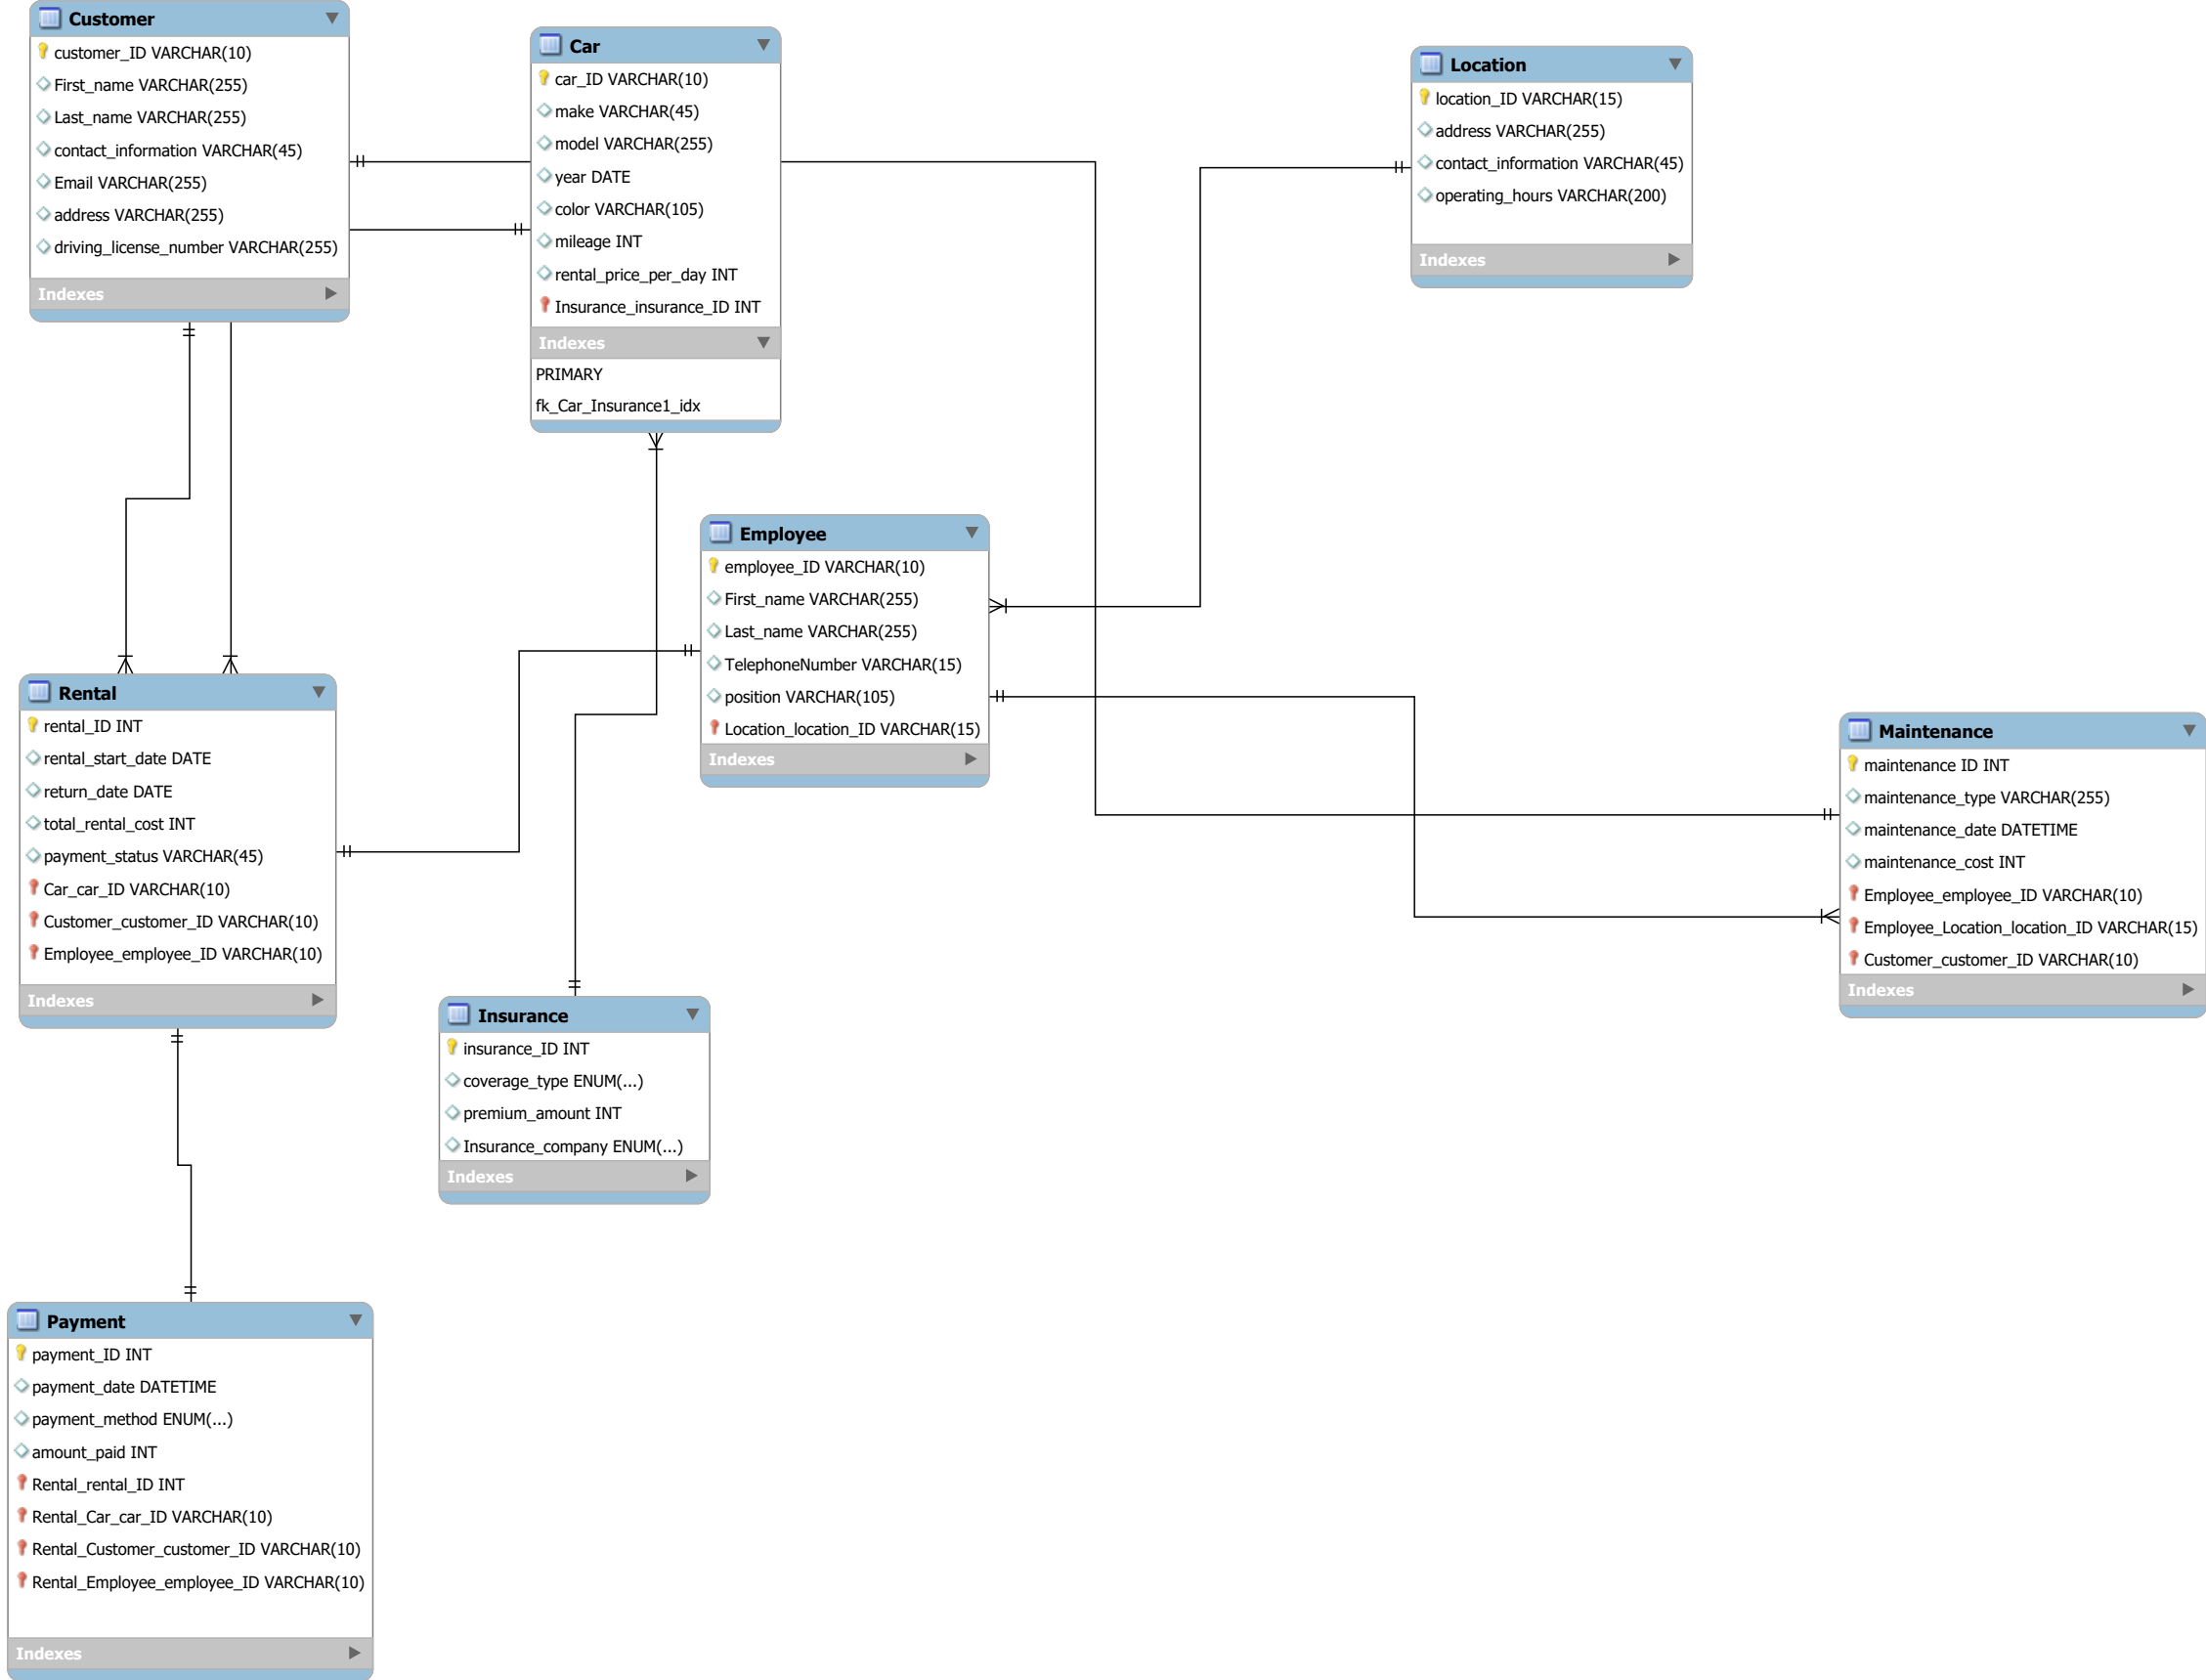 Customer
customer_ID VARCHAR(10)
First_name VARCHAR(255)
Last_name VARCHAR(255)
contact_information VARCHAR(45)
Email VARCHAR(255)
address VARCHAR(255)
driving_license_number VARCHAR(255)
Indexes
Car
car_ID VARCHAR(10)
make VARCHAR(45)
model VARCHAR(255)
year DATE
color VARCHAR(105)
mileage INT
rental_price_per_day INT
Insurance_insurance_ID INT
Indexes
PRIMARY
fk_Car_Insurance1_idx
Location
location_ID VARCHAR(15)
address VARCHAR(255)
contact_information VARCHAR(45)
operating_hours VARCHAR(200)
Indexes
Employee
employee_ID VARCHAR(10)
First_name VARCHAR(255)
Last_name VARCHAR(255)
TelephoneNumber VARCHAR(15)
position VARCHAR(105)
Location_location_ID VARCHAR(15)
Indexes
Rental
rental_ID INT
rental_start_date DATE
return_date DATE
total_rental_cost INT
payment_status VARCHAR(45)
Car_car_ID VARCHAR(10)
Customer_customer_ID VARCHAR(10)
Employee_employee_ID VARCHAR(10)
Indexes
Maintenance
maintenance ID INT
maintenance_type VARCHAR(255)
maintenance_date DATETIME
maintenance_cost INT
Employee_employee_ID VARCHAR(10)
Employee_Location_location_ID VARCHAR(15)
Customer_customer_ID VARCHAR(10)
Indexes
Insurance
insurance_ID INT
coverage_type ENUM(...)
premium_amount INT
Insurance_company ENUM(...)
Indexes
Payment
payment_ID INT
payment_date DATETIME
payment_method ENUM(...)
amount_paid INT
Rental_rental_ID INT
Rental_Car_car_ID VARCHAR(10)
Rental_Customer_customer_ID VARCHAR(10)
Rental_Employee_employee_ID VARCHAR(10)
Indexes